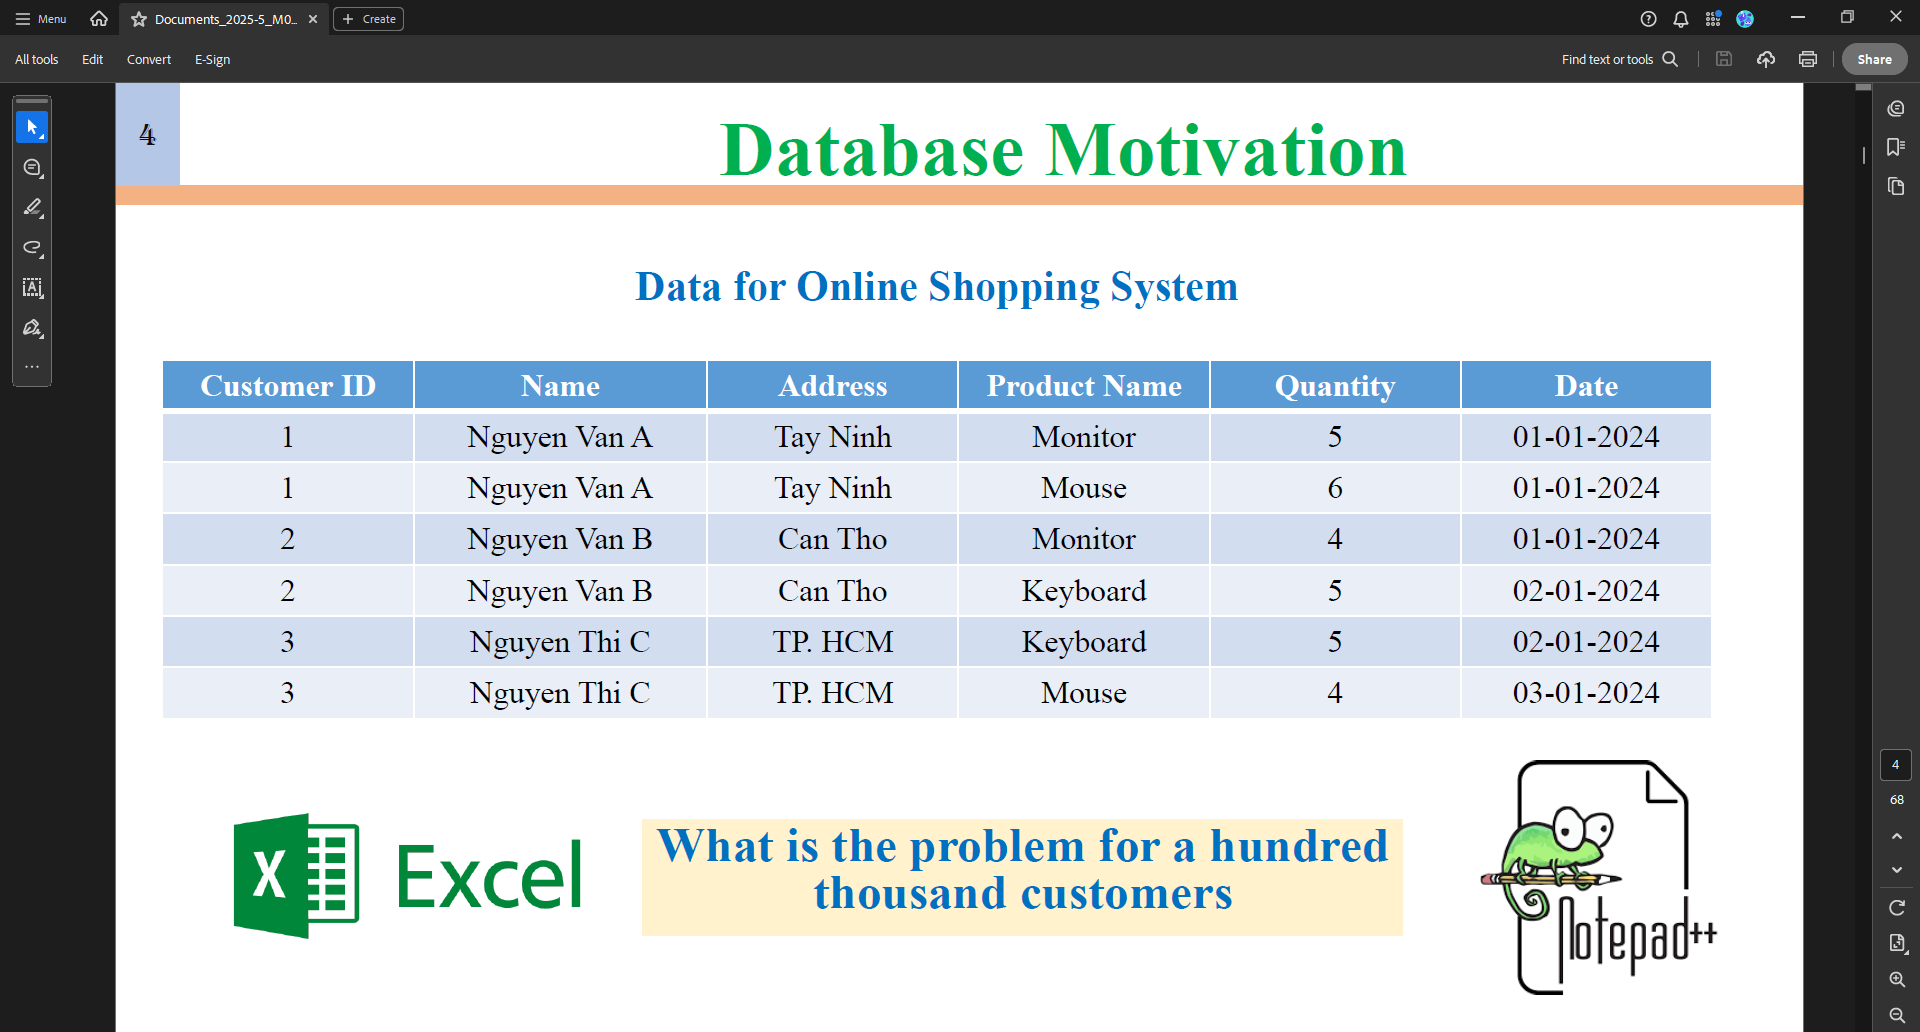 Menu
Documents_2025-5_M0...
Create
All tools Edit Convert E-Sign
Find text or tools
Share
4
Database Motivation
Data for Online Shopping System
Customer ID Name Address Product Name Quantity Date
1 Nguyen Van A Tay Ninh Monitor 5 01-01-2024
1 Nguyen Van A Tay Ninh Mouse 6 01-01-2024
2 Nguyen Van B Can Tho Monitor 4 01-01-2024
2 Nguyen Van B Can Tho Keyboard 5 02-01-2024
3 Nguyen Thi C TP. HCM Keyboard 5 02-01-2024
3 Nguyen Thi C TP. HCM Mouse 4 03-01-2024
X Excel
What is the problem for a hundred
thousand customers
Notepad++
4
68